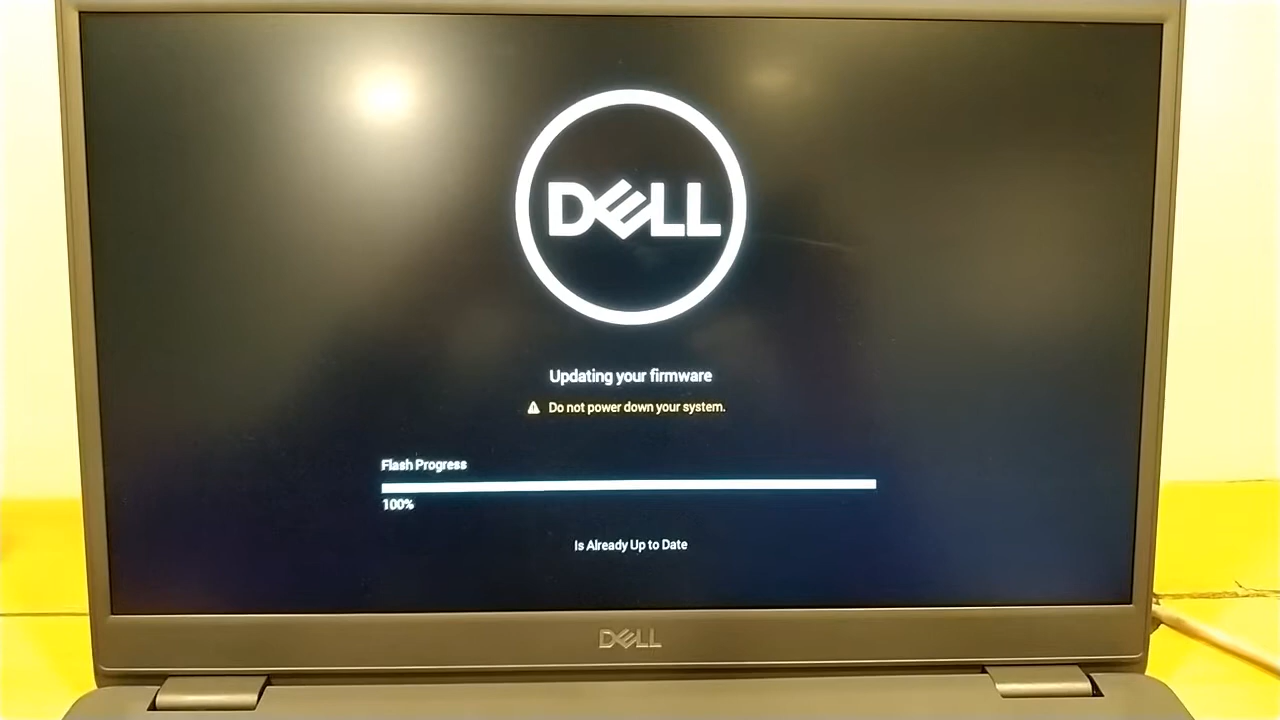 DELL
Updating your firmware
Do not power down your system.
Flash Progress
100%
Is Already Up to Date
DELL